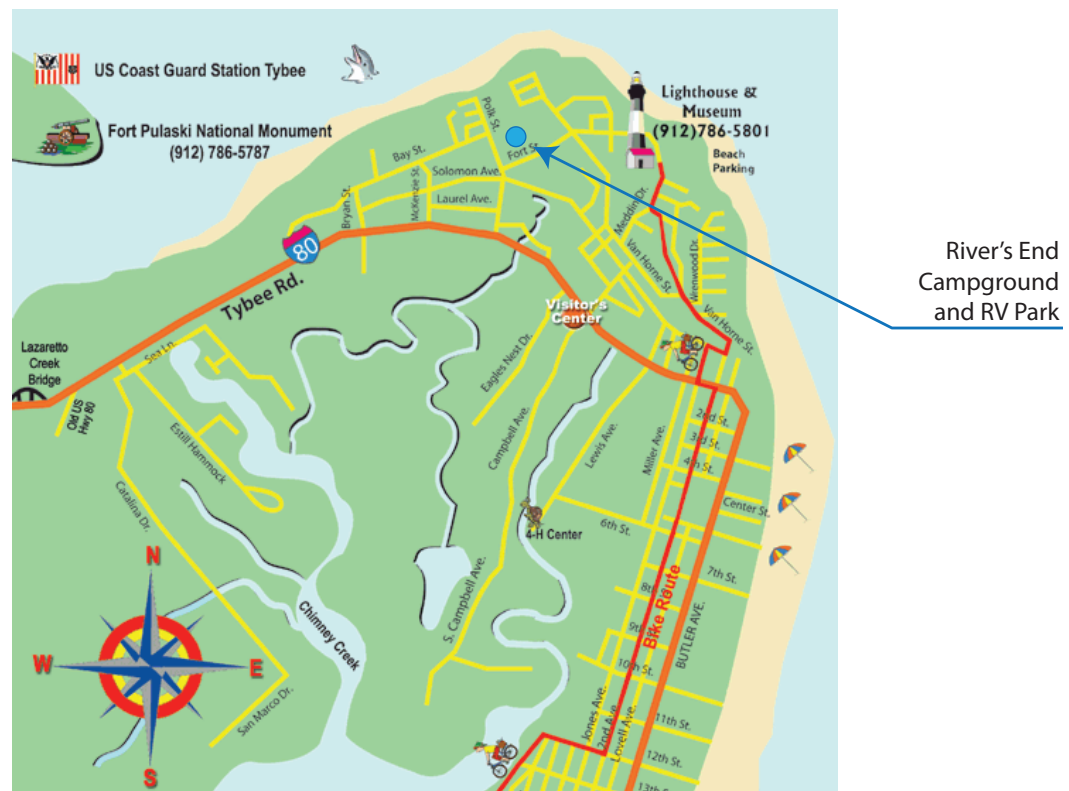 US Coast Guard Station Tybee
Fort Pulaski National Monument
(912) 786-5787
Lighthouse &
Museum
(912)786-5801
Beach
Parking
River's End
Campground
and RV Park
Polk St.
Fort St.
Bay St.
Solomon Ave.
McKenzie St.
Laurel Ave.
Bryan St.
Meddin Dr.
Van Horne St.
Wrenwood Dr.
Van Horne St.
80
Tybee Rd.
Visitor's
Center
Lazaretto
Creek
Bridge
Sea Ln.
Old US
Hwy 80
Eagles Nest Dr.
Estill Hammock
Campbell Ave.
Lewis Ave.
Miller Ave.
2nd St.
3rd St.
4th St.
Center St.
Catalina Dr.
6th St.
4-H Center
7th St.
8th
Bike Route
BUTLER AVE.
S. Campbell Ave.
Chimney Creek
9th
10th St.
N
W
E
S
San Marco Dr.
Jones Ave.
2nd Ave.
Lovell Ave.
11th St.
12th St.
13th St.